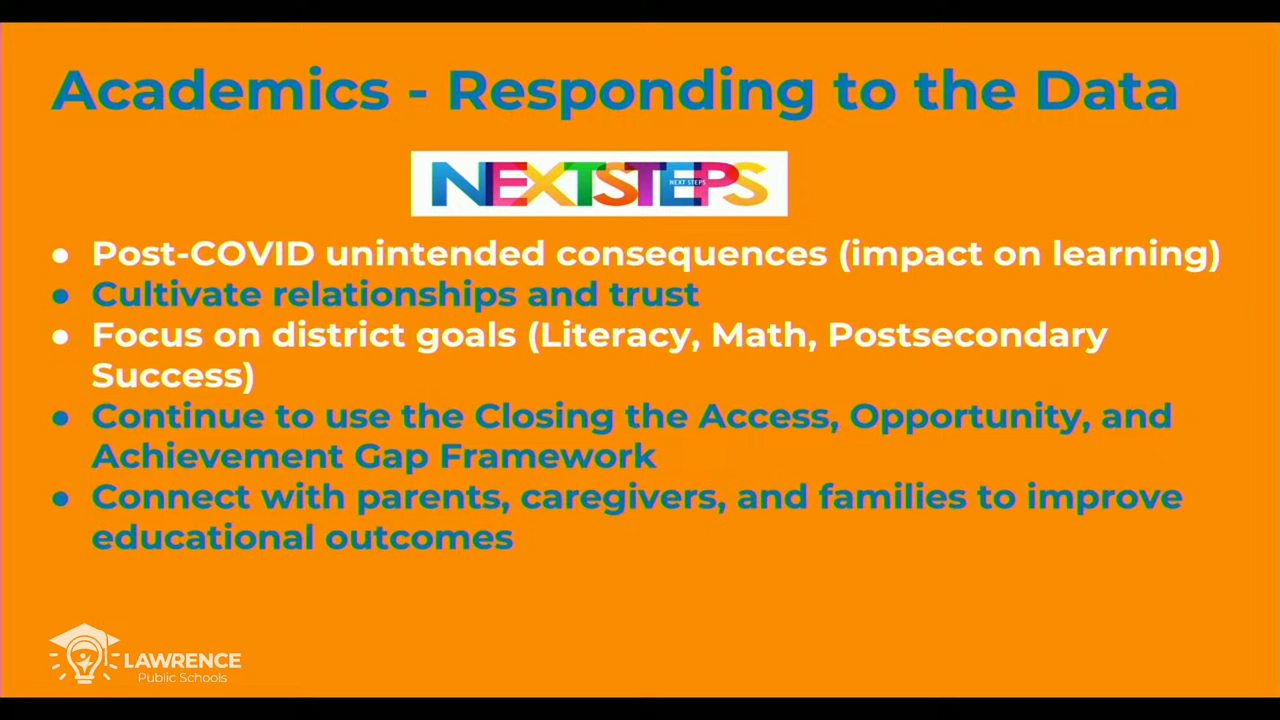 Academics - Responding to the Data
NEXTSTEPS
NEXT STEPS
● Post-COVID unintended consequences (impact on learning)
● Cultivate relationships and trust
● Focus on district goals (Literacy, Math, Postsecondary
Success)
● Continue to use the Closing the Access, Opportunity, and
Achievement Gap Framework
● Connect with parents, caregivers, and families to improve
educational outcomes
LAWRENCE
Public Schools